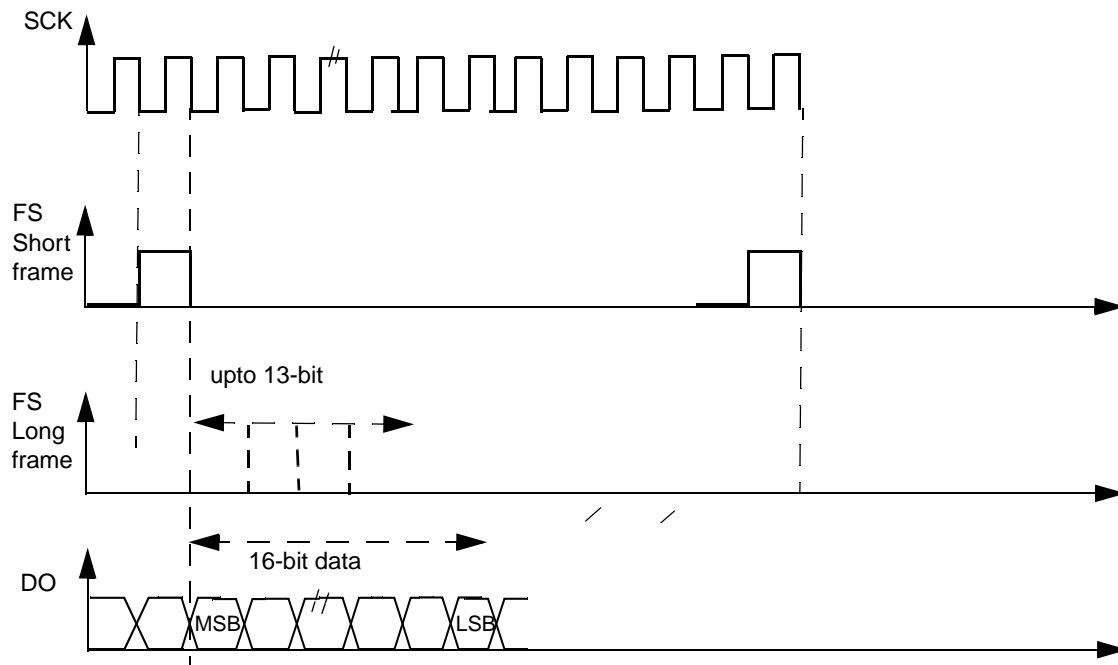 SCK
FS
Short
frame
upto 13-bit
FS
Long
frame
16-bit data
DO
MSB
LSB